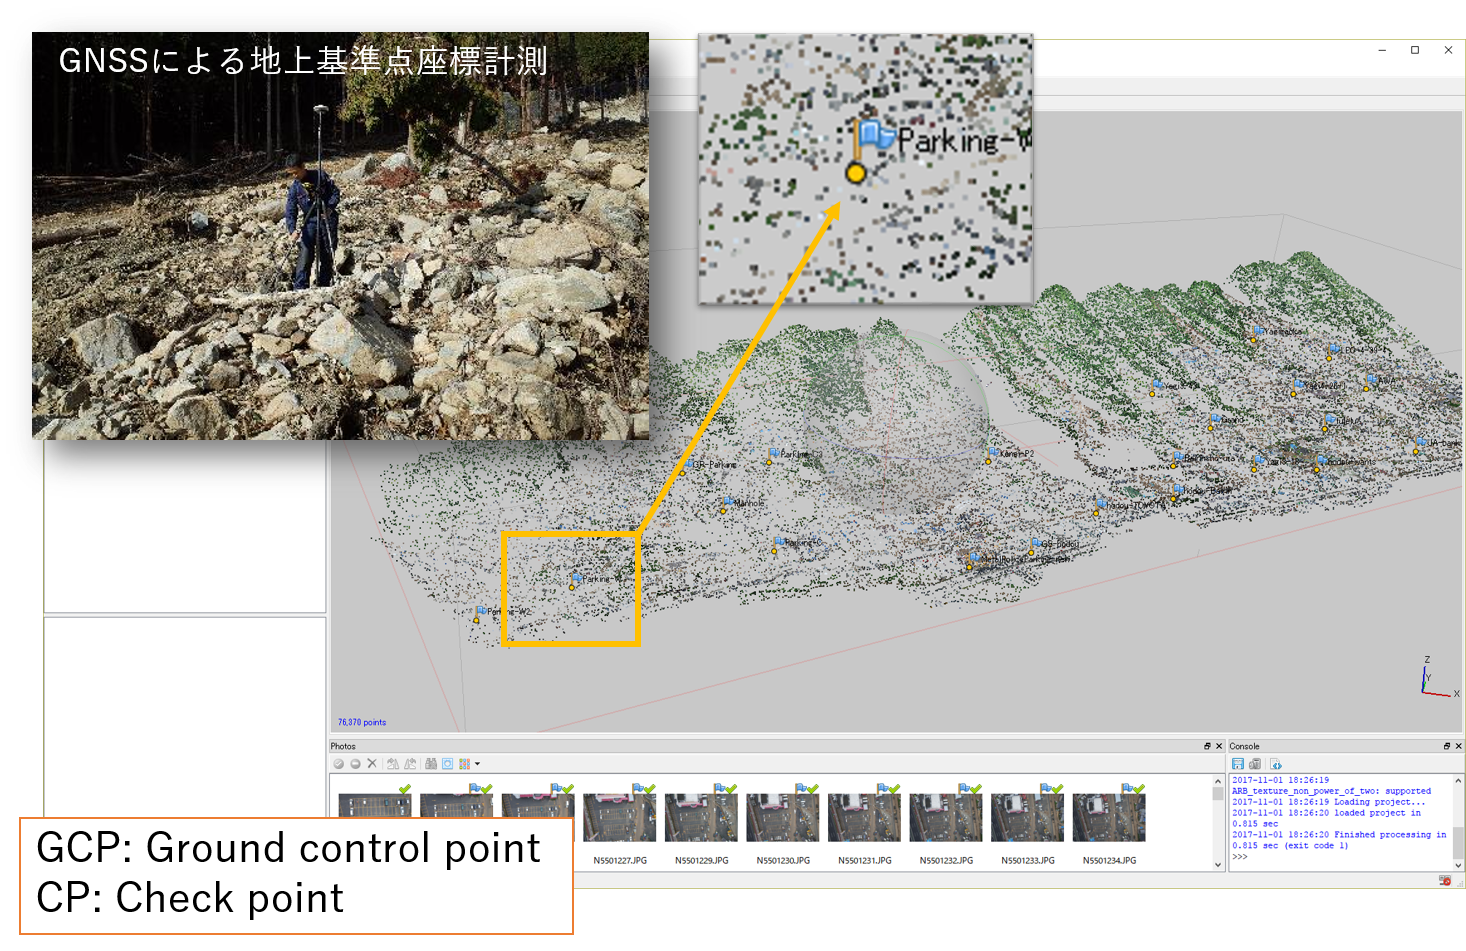 GNSSによる地上基準点座標計測
Parking-W
GR-Parking
Manhole
Parking-C
Parking-W
Parking-W2
Konan-P2
76,370 points
Z
Y
X
Photos
N5501227.JPG
N5501229.JPG
N5501230.JPG
N5501231.JPG
N5501232.JPG
N5501233.JPG
N5501234.JPG
Console
2017-11-01 18:26:19
ARB_texture_non_power_of_two: supported
2017-11-01 18:26:19 Loading project...
2017-11-01 18:26:20 loaded project in
0.815 sec
2017-11-01 18:26:20 Finished processing in
0.815 sec (exit code 1)
>>>
GCP: Ground control point
CP: Check point